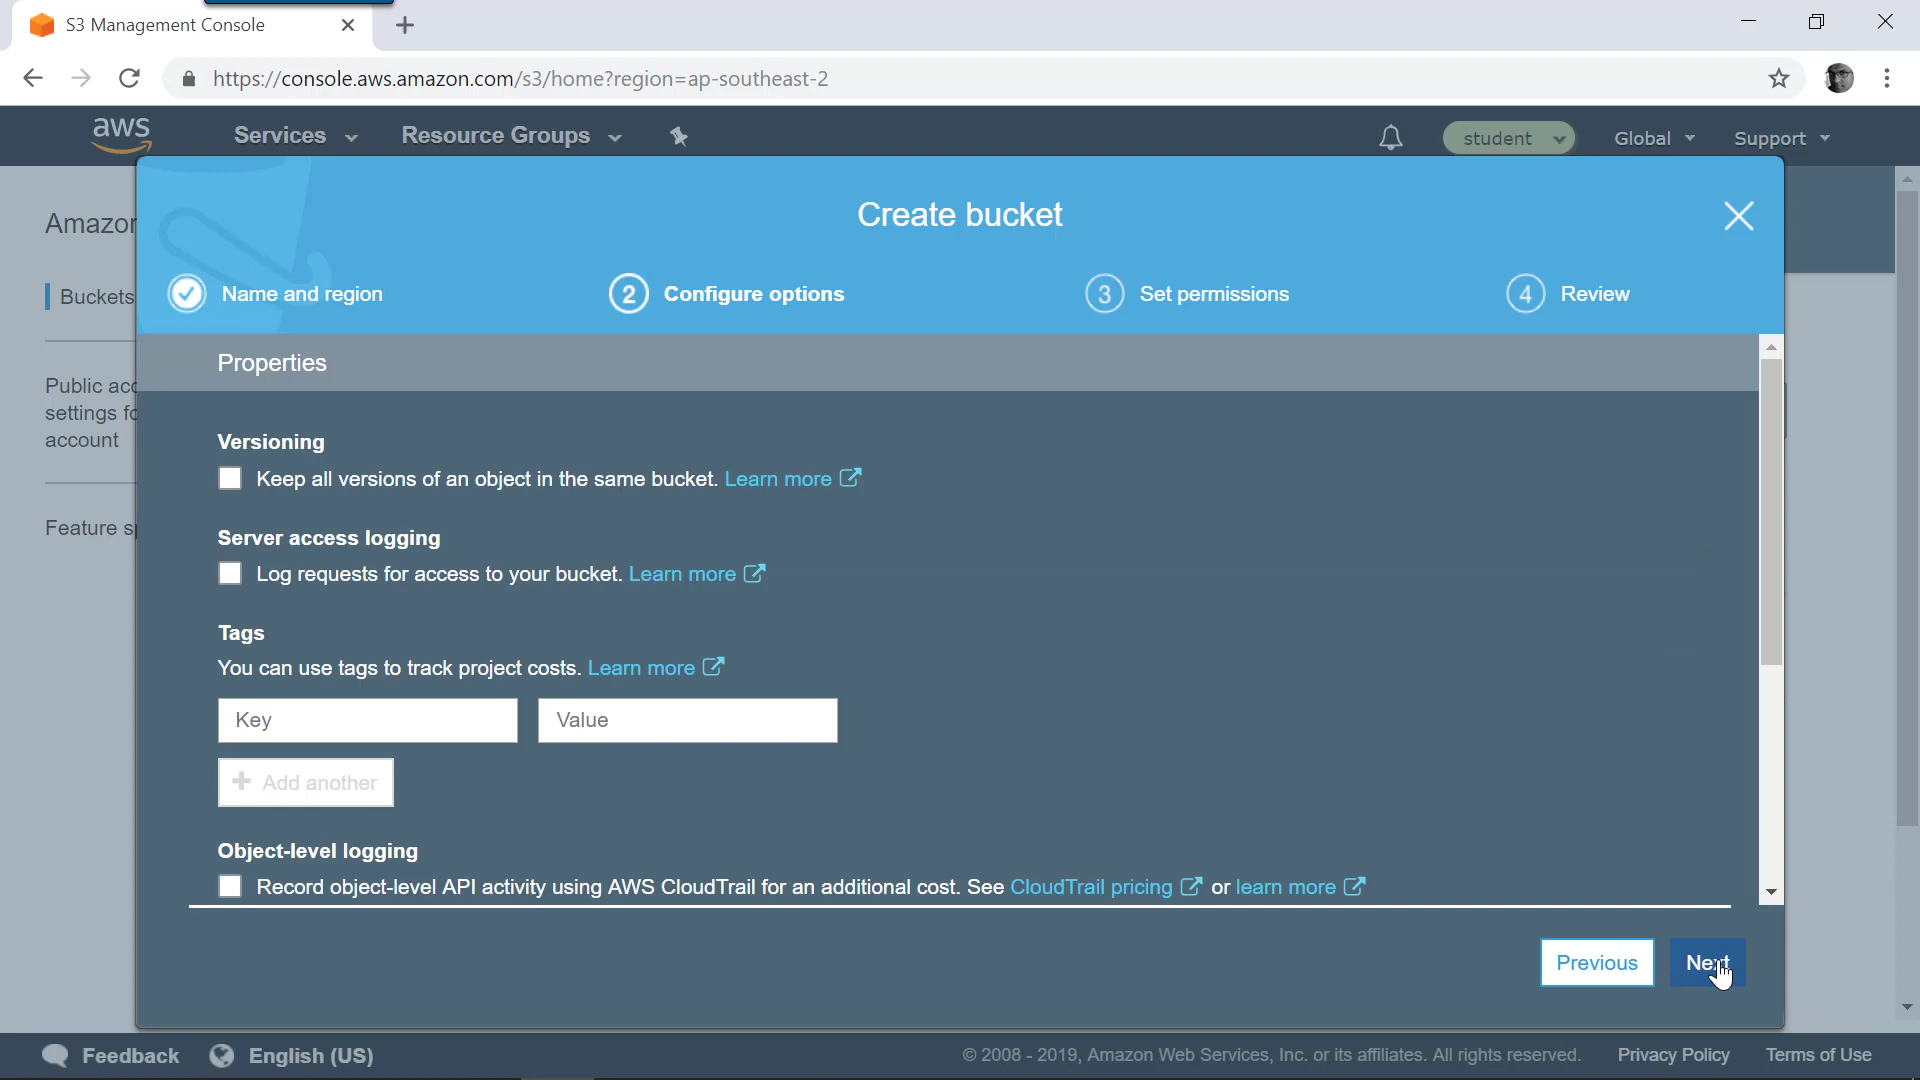 S3 Management Console
https://console.aws.amazon.com/s3/home?region=ap-southeast-2
aws Services Resource Groups student Global Support
Create bucket
Name and region 2 Configure options 3 Set permissions 4 Review
Amazon
Buckets
Public acc
settings fo
account
Feature sp
Properties
Versioning
Keep all versions of an object in the same bucket. Learn more
Server access logging
Log requests for access to your bucket. Learn more
Tags
You can use tags to track project costs. Learn more
Key Value
Add another
Object-level logging
Record object-level API activity using AWS CloudTrail for an additional cost. See CloudTrail pricing or learn more
Previous Next
Feedback English (US) © 2008 - 2019, Amazon Web Services, Inc. or its affiliates. All rights reserved. Privacy Policy Terms of Use